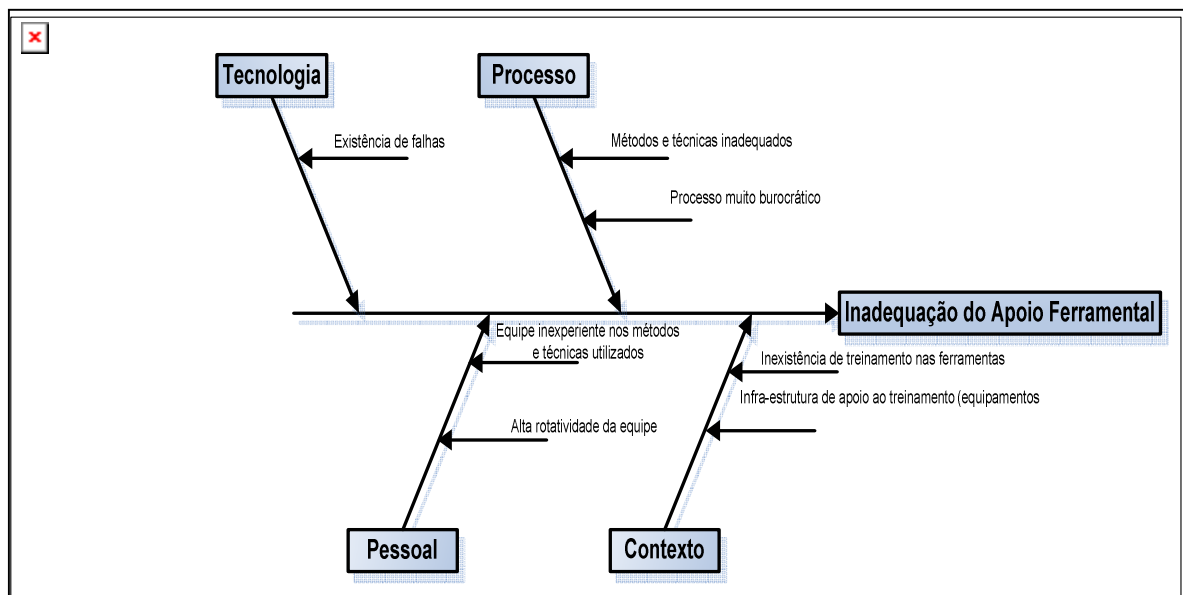 Tecnologia
Processo
Existência de falhas
Métodos e técnicas inadequados
Processo muito burocrático
Inadequação do Apoio Ferramental
Equipe inexperiente nos métodos
e técnicas utilizados
Inexistência de treinamento nas ferramentas
Infra-estrutura de apoio ao treinamento (equipamentos
Alta rotatividade da equipe
Pessoal
Contexto